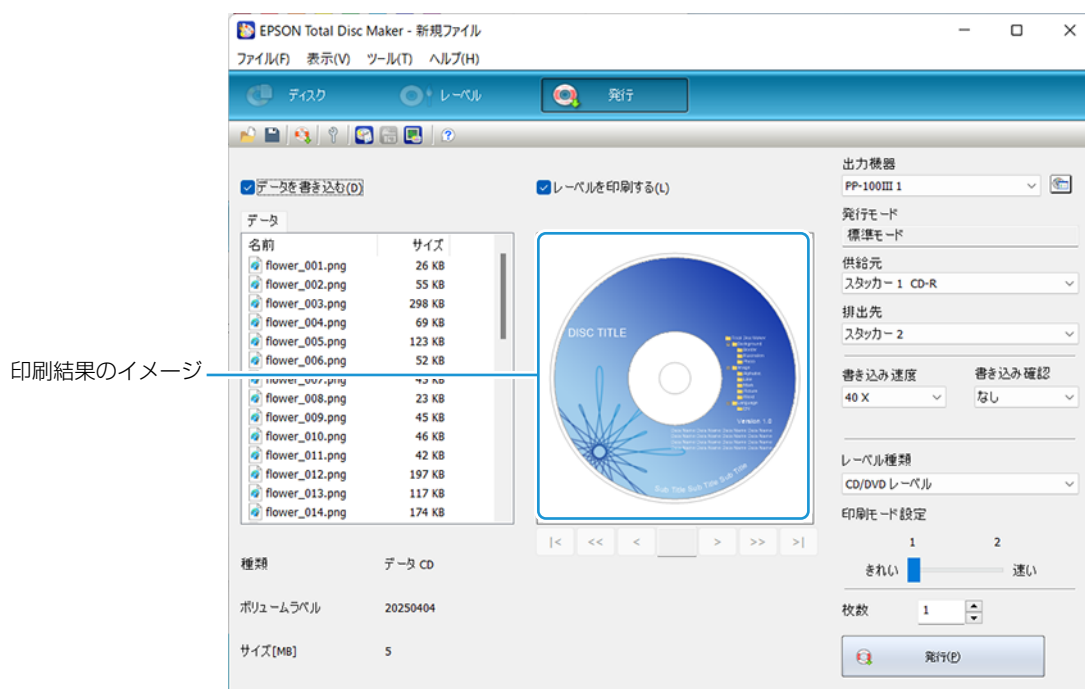 EPSON Total Disc Maker - 新規ファイル
ファイル(F) 表示(V) ツール(T) ヘルプ(H)
ディスク レーベル 発行
データを書き込む(D)
データ
名前 サイズ
flower_001.png 26 KB
flower_002.png 55 KB
flower_003.png 298 KB
flower_004.png 69 KB
flower_005.png 123 KB
flower_006.png 52 KB
flower_007.png 43 KB
flower_008.png 23 KB
flower_009.png 45 KB
flower_010.png 46 KB
flower_011.png 42 KB
flower_012.png 197 KB
flower_013.png 117 KB
flower_014.png 174 KB
種類 データ CD
ボリュームラベル 20250404
サイズ[MB] 5
印刷結果のイメージ
レーベルを印刷する(L)
DISC TITLE
Version 1.0
Sub Title Sub Title Sub Title
|< << < > >> >|
出力機器
PP-100III 1
発行モード
標準モード
供給元
スタッカー 1 CD-R
排出先
スタッカー 2
書き込み速度 書き込み確認
40 X なし
レーベル種類
CD/DVD レーベル
印刷モード設定
1 2
きれい 速い
枚数 1
発行(P)